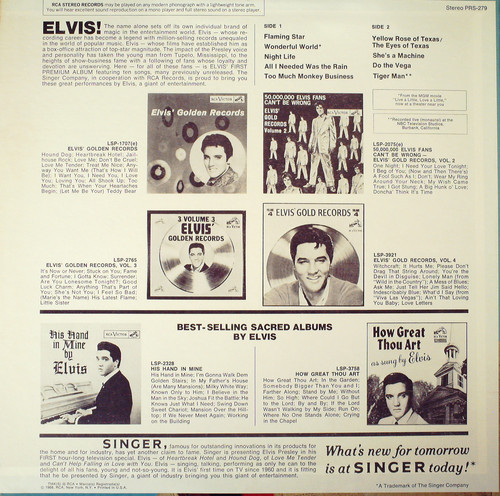 RCA STEREO RECORDS may be played on any modern phonograph with a lightweight tone arm.
You will hear excellent sound reproduction on a mono player and full stereo sound on a stereo player.
Stereo PRS-279
ELVIS! The name alone sets off its own individual brand of
magic in the entertainment world. Elvis — whose re-
cording career has become a legend with million-selling records unequaled
in the world of popular music. Elvis — whose films have established him as
a box-office attraction of top-star magnitude. The impact of the Presley voice
and personality has taken the young man from Tupelo, Mississippi, to the
heights of show-business fame with a following of fans whose loyalty and
devotion are unswerving. Here — for all of these fans — is ELVIS' FIRST
PREMIUM ALBUM featuring ten songs, many previously unreleased. The
Singer Company, in cooperation with RCA Records, is proud to bring you
these great performances by Elvis, a giant of entertainment.
SIDE 1
Flaming Star
Wonderful World*
Night Life
All I Needed Was the Rain
Too Much Monkey Business
SIDE 2
Yellow Rose of Texas/
The Eyes of Texas
She's a Machine
Do the Vega
Tiger Man**
*From the MGM movie
"Live a Little, Love a Little,"
now at a theater near you
**Recorded live (monaural) at the
NBC Television Studios,
Burbank, California
RCA VICTOR
Elvis' Golden Records
50,000,000 ELVIS FANS
CAN'T BE WRONG
ELVIS'
GOLD
RECORDS
Volume 2
LSP-1707(e)
ELVIS' GOLDEN RECORDS
Hound Dog; Heartbreak Hotel; Jail-
house Rock; Love Me; Don't Be Cruel;
Love Me Tender; Treat Me Nice; Any-
way You Want Me (That's How I Will
Be); I Want You, I Need You, I Love
You; Loving You; All Shook Up; Too
Much; That's When Your Heartaches
Begin; (Let Me Be Your) Teddy Bear
LSP-2075(e)
50,000,000 ELVIS FANS
CAN'T BE WRONG —
ELVIS' GOLD RECORDS, VOL. 2
One Night; I Need Your Love Tonight;
I Beg of You; (Now and Then There's)
A Fool Such As I; Don't; Wear My Ring
Around Your Neck; My Wish Came
True; I Got Stung; A Big Hunk o' Love;
Doncha' Think It's Time
3 VOLUME 3
ELVIS'
GOLDEN
RECORDS
ELVIS' GOLD RECORDS
LSP-2765
ELVIS' GOLDEN RECORDS, VOL. 3
It's Now or Never; Stuck on You; Fame
and Fortune; I Gotta Know; Surrender;
Are You Lonesome Tonight?; Good
Luck Charm; Anything That's Part of
You; She's Not You; I Feel So Bad;
(Marie's the Name) His Latest Flame;
Little Sister
LSP-3921
ELVIS' GOLD RECORDS, VOL. 4
Witchcraft; It Hurts Me; Please Don't
Drag That String Around; You're the
Devil in Disguise; Lonely Man (from
"Wild in the Country"); A Mess of Blues;
Ask Me; Just Tell Her Jim Said Hello;
Indescribably Blue; What'd I Say (from
"Viva Las Vegas"); Ain't That Loving
You Baby; Love Letters
BEST-SELLING SACRED ALBUMS
BY ELVIS
His Hand
in Mine
by
Elvis
RCA VICTOR
LSP-2328
HIS HAND IN MINE
His Hand in Mine; I'm Gonna Walk Dem
Golden Stairs; In My Father's House
(Are Many Mansions); Milky White Way;
Known Only to Him; I Believe in the
Man in the Sky; Joshua Fit the Battle; He
Knows Just What I Need; Swing Down
Sweet Chariot; Mansion Over the Hill-
top; If We Never Meet Again; Working
on the Building
LSP-3758
HOW GREAT THOU ART
How Great Thou Art; In the Garden;
Somebody Bigger Than You and I;
Farther Along; Stand by Me; Without
Him; So High; Where Could I Go But
to the Lord; By and By; If the Lord
Wasn't Walking by My Side; Run On;
Where No One Stands Alone; Crying
in the Chapel
How Great
Thou Art
as sung by Elvis
SINGER, famous for outstanding innovations in its products for
the home and for industry, has yet another claim to fame. Singer is presenting Elvis Presley in his
FIRST hour-long television special. Elvis — of Heartbreak Hotel and Hound Dog, of Love Me Tender
and Can't Help Falling in Love with You. Elvis — singing, talking, performing as only he can to the
delight of all his fans, young and not-so-young. It is Elvis' first time on TV since 1960 and it is fitting
that he be presented by Singer, a giant of industry bringing you this giant of entertainment.
What's new for tomorrow
is at SINGER today!*
*A Trademark of The Singer Company